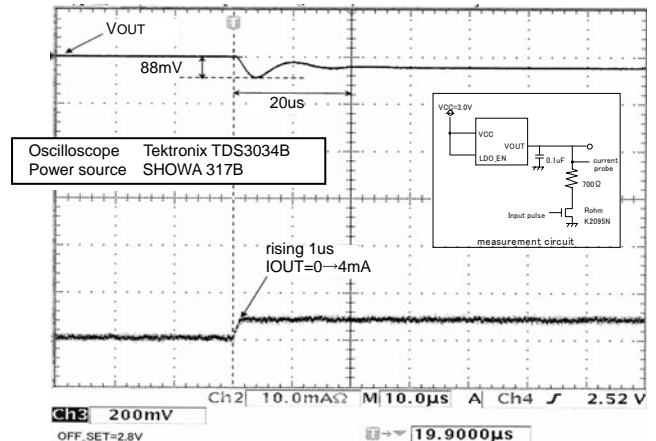 T
VOUT
88mV
20us
Oscilloscope Tektronix TDS3034B
Power source SHOWA 317B
VCC=3.0V
VCC
VOUT
LDO_EN
0.1uF
current
probe
700Ω
Input pulse
Rohm
K2095N
measurement circuit
rising 1us
IOUT=0→4mA
Ch2 10.0mAΩ M 10.0µs A Ch4 ∫ 2.52 V
Ch3 200mV
OFF_SET=2.8V
T→▼ 19.9000µs